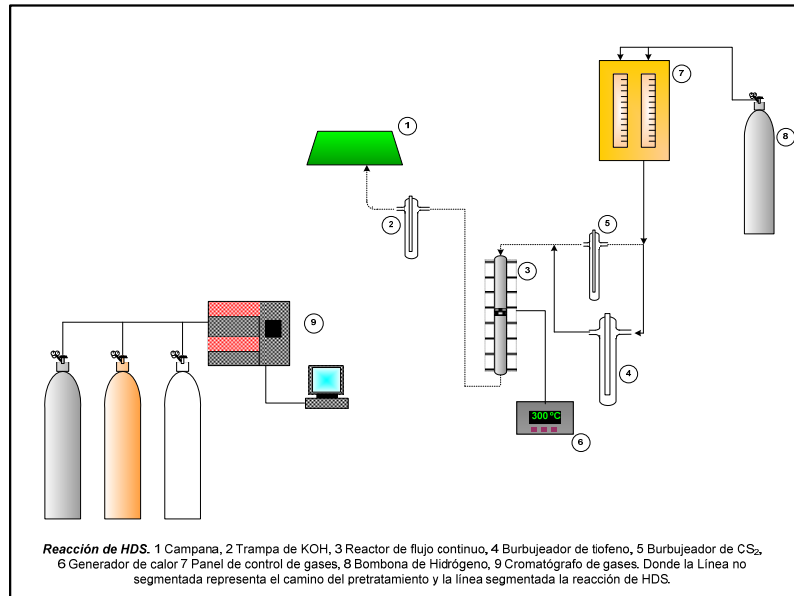 7
8
1
2
5
3
9
4
300 ºC
6
Reacción de HDS. 1 Campana, 2 Trampa de KOH, 3 Reactor de flujo continuo, 4 Burbujeador de tiofeno, 5 Burbujeador de CS2,
6 Generador de calor 7 Panel de control de gases, 8 Bombona de Hidrógeno, 9 Cromatógrafo de gases. Donde la Línea no
segmentada representa el camino del pretratamiento y la línea segmentada la reacción de HDS.